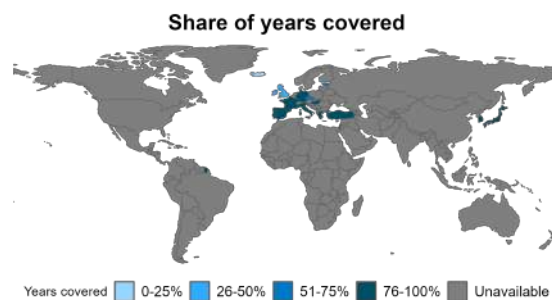 Share of years covered
Years covered 0-25% 26-50% 51-75% 76-100% Unavailable